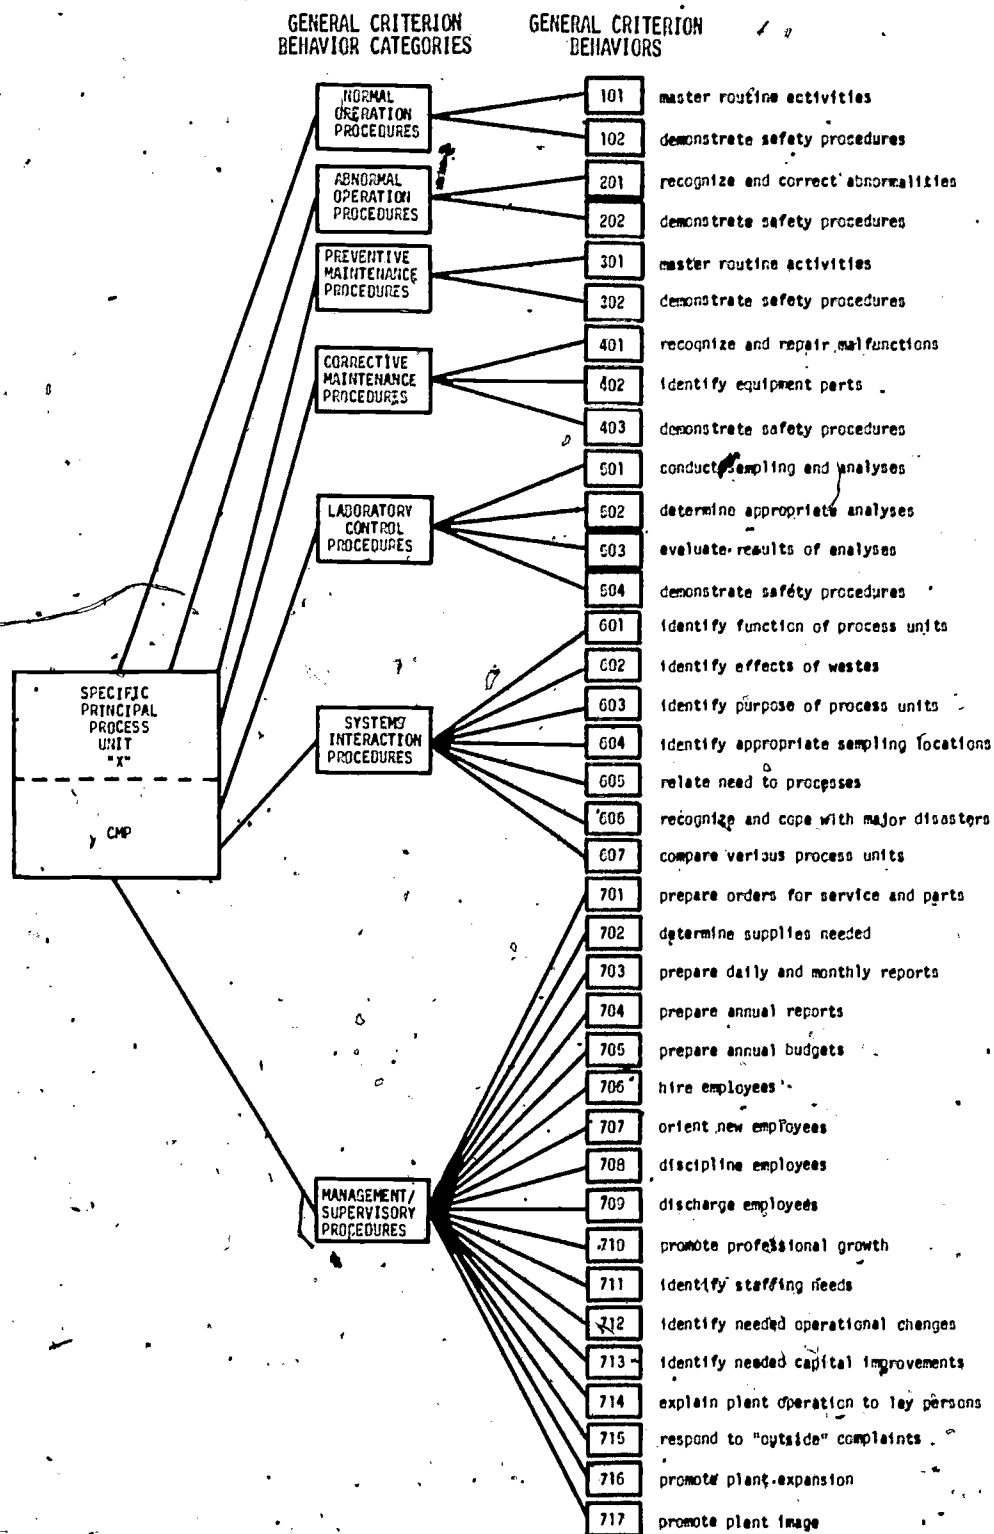 GENERAL CRITERION
BEHAVIOR CATEGORIES
GENERAL CRITERION
BEHAVIORS
NORMAL
OPERATION
PROCEDURES
101 master routine activities
102 demonstrate safety procedures
ABNORMAL
OPERATION
PROCEDURES
201 recognize and correct abnormalities
202 demonstrate safety procedures
PREVENTIVE
MAINTENANCE
PROCEDURES
301 master routine activities
302 demonstrate safety procedures
CORRECTIVE
MAINTENANCE
PROCEDURES
401 recognize and repair malfunctions
402 identify equipment parts
403 demonstrate safety procedures
LABORATORY
CONTROL
PROCEDURES
501 conduct sampling and analyses
502 determine appropriate analyses
503 evaluate results of analyses
504 demonstrate safety procedures
SPECIFIC
PRINCIPAL
PROCESS
UNIT
"X"
CMP
SYSTEMS
INTERACTION
PROCEDURES
601 identify function of process units
602 identify effects of wastes
603 identify purpose of process units
604 identify appropriate sampling locations
605 relate need to processes
606 recognize and cope with major disasters
607 compare various process units
MANAGEMENT/
SUPERVISORY
PROCEDURES
701 prepare orders for service and parts
702 determine supplies needed
703 prepare daily and monthly reports
704 prepare annual reports
705 prepare annual budgets
706 hire employees
707 orient new employees
708 discipline employees
709 discharge employees
710 promote professional growth
711 identify staffing needs
712 identify needed operational changes
713 identify needed capital improvements
714 explain plant operation to lay persons
715 respond to "outside" complaints
716 promote plant expansion
717 promote plant image